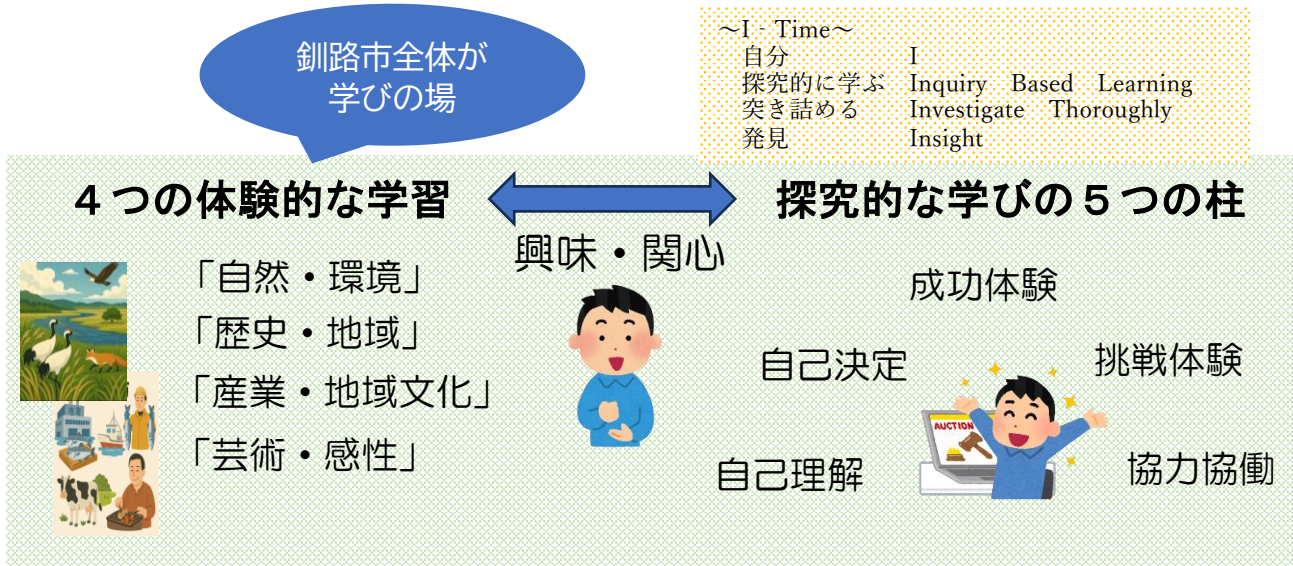 釧路市全体が
学びの場
～I‐Time～
自分 I
探究的に学ぶ Inquiry Based Learning
突き詰める Investigate Thoroughly
発見 Insight
４つの体験的な学習
探究的な学びの５つの柱
興味・関心
「自然・環境」
「歴史・地域」
「産業・地域文化」
「芸術・感性」
成功体験
自己決定
挑戦体験
AUCTION
自己理解
協力協働